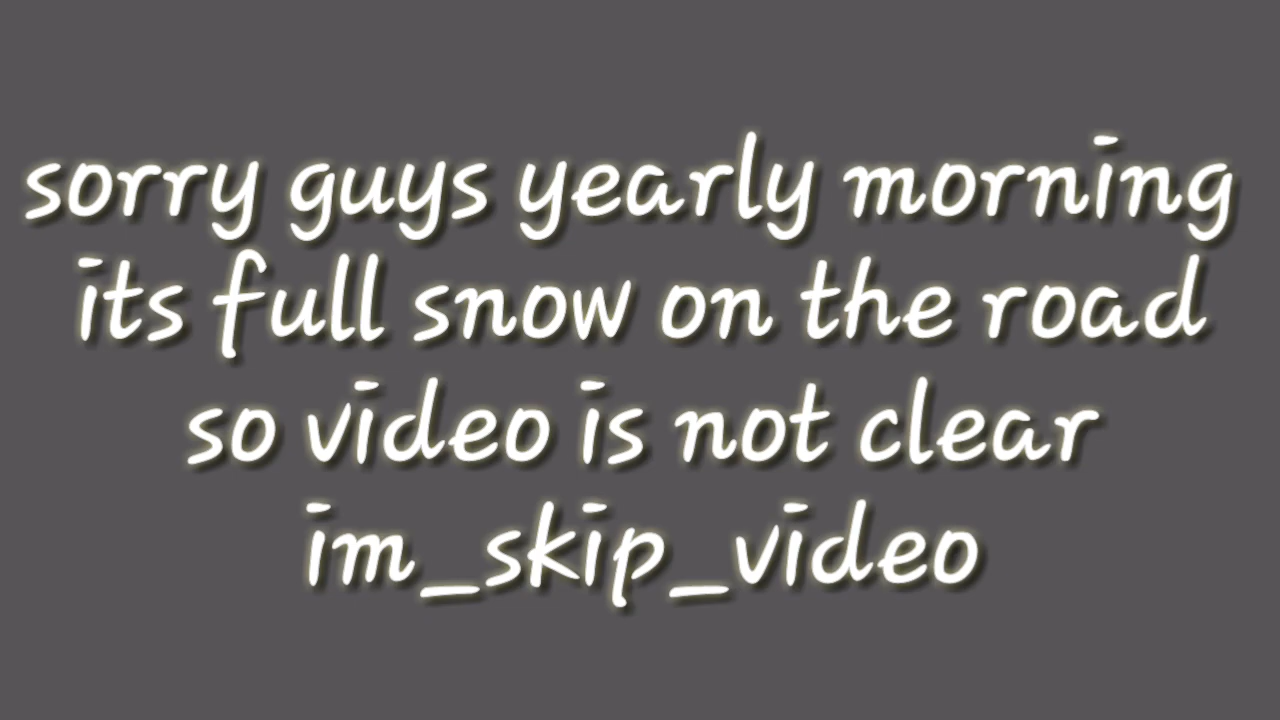 sorry guys yearly morning
its full snow on the road
so video is not clear
im_skip_video